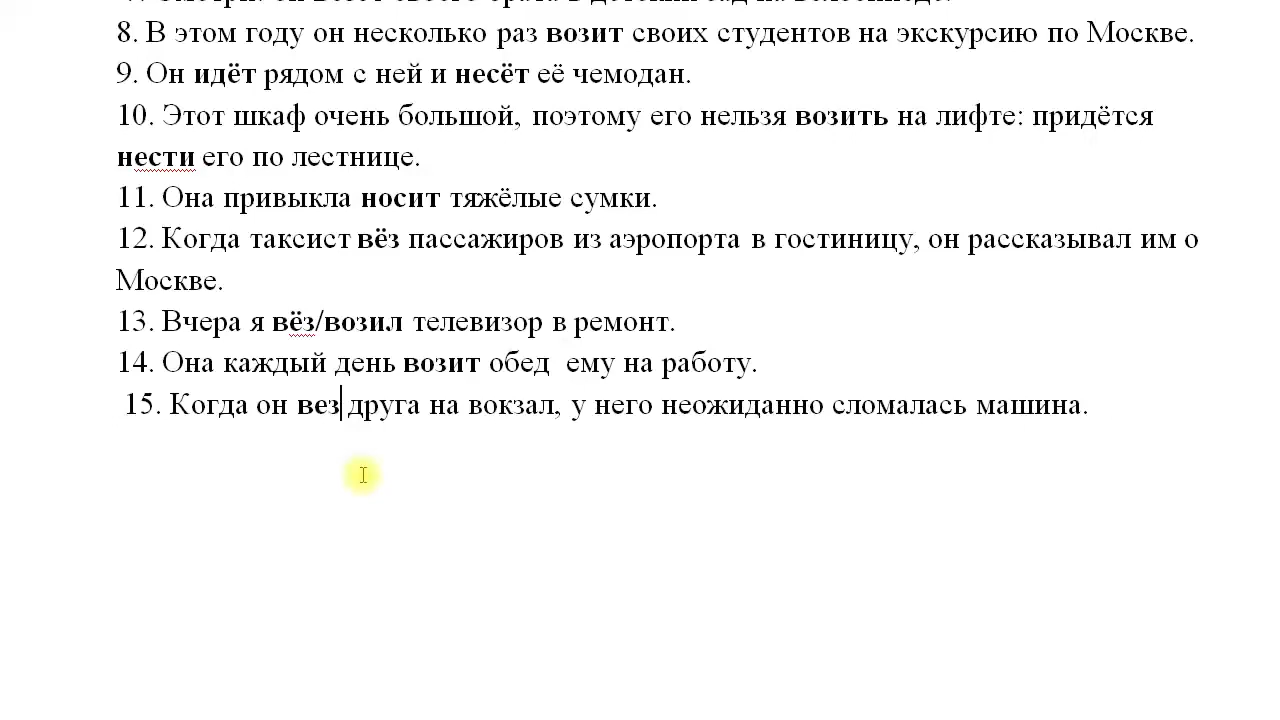 8. В этом году он несколько раз возит своих студентов на экскурсию по Москве.
9. Он идёт рядом с ней и несёт её чемодан.
10. Этот шкаф очень большой, поэтому его нельзя возить на лифте: придётся
нести его по лестнице.
11. Она привыкла носит тяжёлые сумки.
12. Когда таксист вёз пассажиров из аэропорта в гостиницу, он рассказывал им о
Москве.
13. Вчера я вёз/возил телевизор в ремонт.
14. Она каждый день возит обед  ему на работу.
15. Когда он вез друга на вокзал, у него неожиданно сломалась машина.